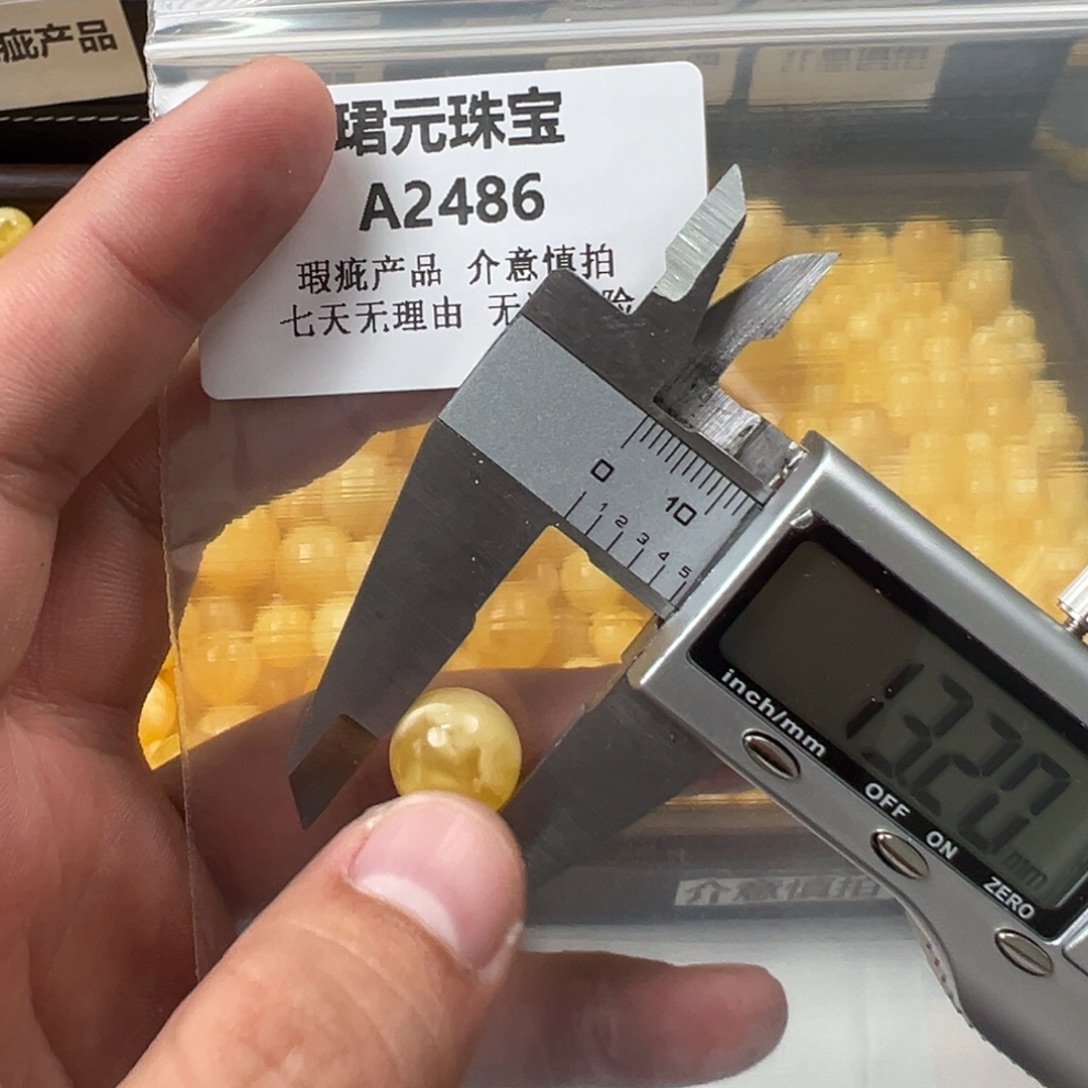 疵产品
珺元珠宝
A2486
瑕疵产品 介意慎拍
七天无理由 无 险
0 10
1 2 3 4 5
13.20 mm
inch/mm
OFF
ON
ZERO
介意慎拍